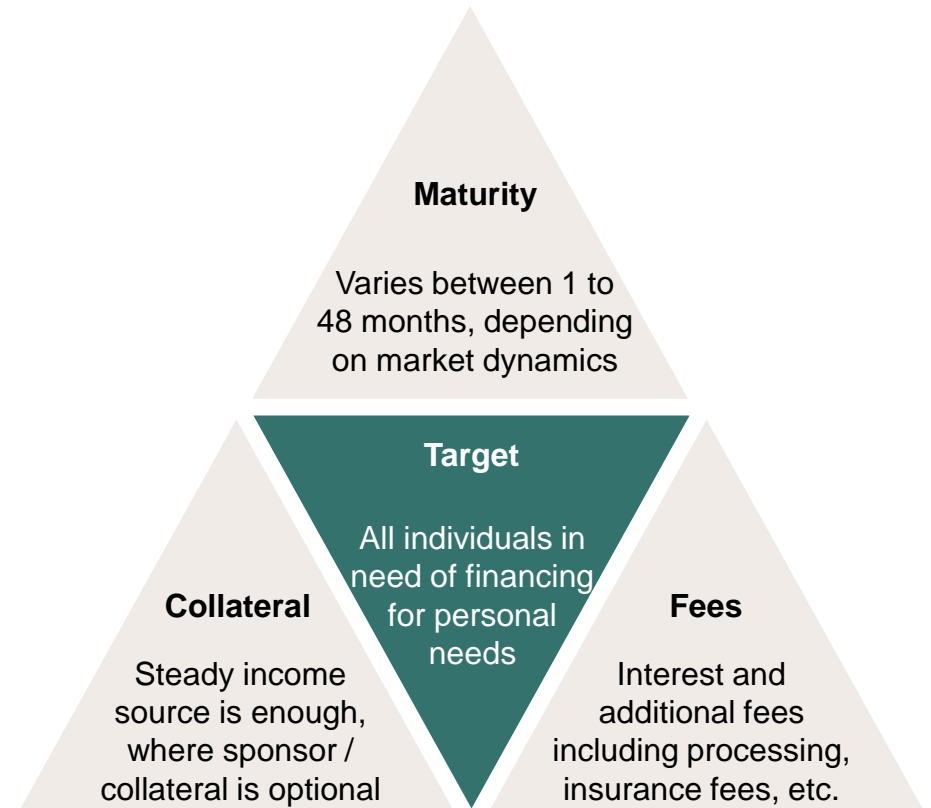 Maturity
Varies between 1 to
48 months, depending
on market dynamics
Target
All individuals in
need of financing
for personal
needs
Collateral
Steady income
source is enough,
where sponsor /
collateral is optional
Fees
Interest and
additional fees
including processing,
insurance fees, etc.